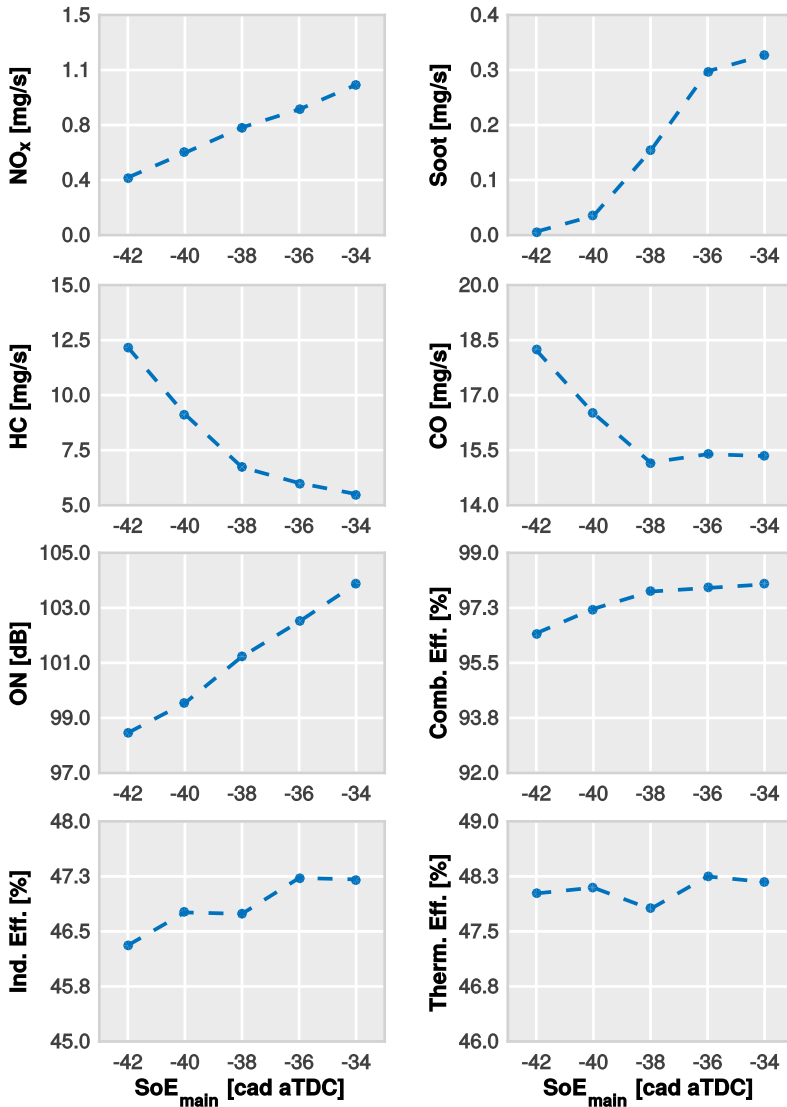 NOx [mg/s]
1.5
1.1
0.8
0.4
0.0
-42 -40 -38 -36 -34
Soot [mg/s]
0.4
0.3
0.2
0.1
0.0
-42 -40 -38 -36 -34
HC [mg/s]
15.0
12.5
10.0
7.5
5.0
-42 -40 -38 -36 -34
CO [mg/s]
20.0
18.5
17.0
15.5
14.0
-42 -40 -38 -36 -34
ON [dB]
105.0
103.0
101.0
99.0
97.0
-42 -40 -38 -36 -34
Comb. Eff. [%]
99.0
97.3
95.5
93.8
92.0
-42 -40 -38 -36 -34
Ind. Eff. [%]
48.0
47.3
46.5
45.8
45.0
-42 -40 -38 -36 -34
SoEmain [cad aTDC]
Therm. Eff. [%]
49.0
48.3
47.5
46.8
46.0
-42 -40 -38 -36 -34
SoEmain [cad aTDC]